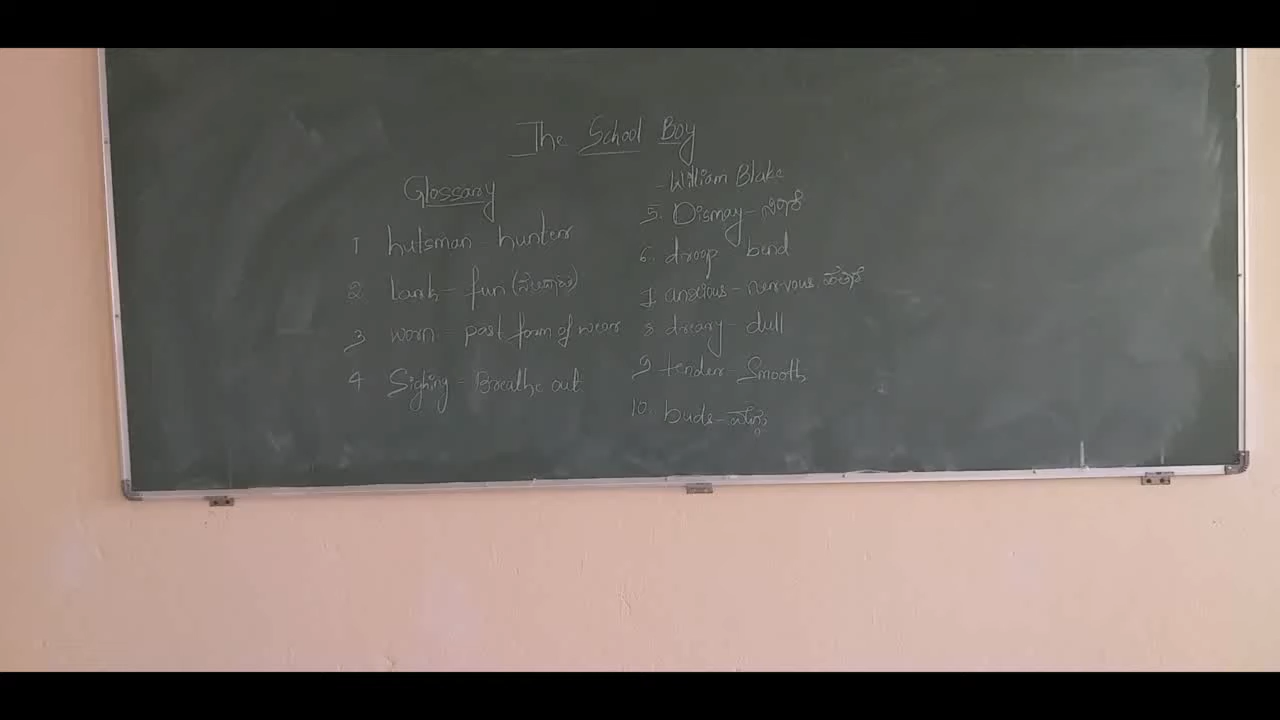 The School Boy
- William Blake
Glossary
1 hutsman - hunter
2 Lark - fun
3 worn - past form of wear
4 Sighing - Breathe out
5. Dismay -
6. droop bend
7 anxious - nervous
8 dreary - dull
9 tender - Smooth
10. buds -